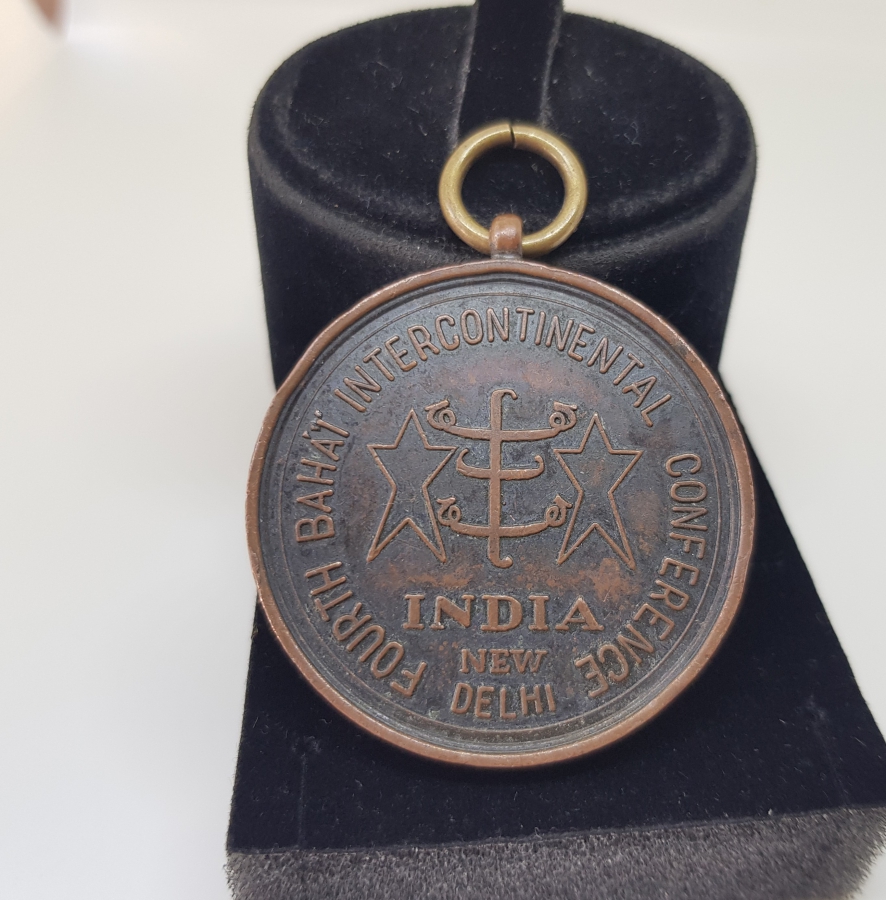 FOURTH BAHÁ'Í INTERCONTINENTAL CONFERENCE
INDIA
NEW
DELHI